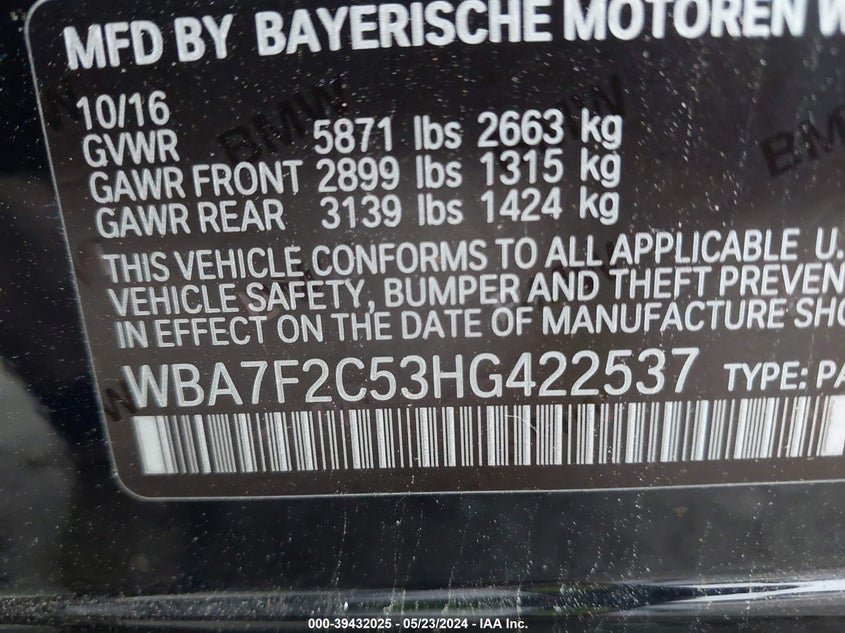 MFD BY BAYERISCHE MOTOREN W
10/16
GVWR 5871 lbs 2663 kg
GAWR FRONT 2899 lbs 1315 kg
GAWR REAR 3139 lbs 1424 kg
THIS VEHICLE CONFORMS TO ALL APPLICABLE U.
VEHICLE SAFETY, BUMPER AND THEFT PREVEN
IN EFFECT ON THE DATE OF MANUFACTURE SHO
WBA7F2C53HG422537 TYPE: PA
BMW
000-39432025 - 05/23/2024 - IAA Inc.